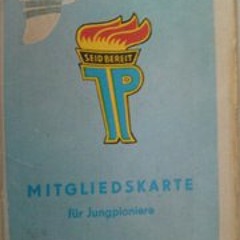 SEID BEREIT
JP
MITGLIEDSKARTE
für Jungpioniere